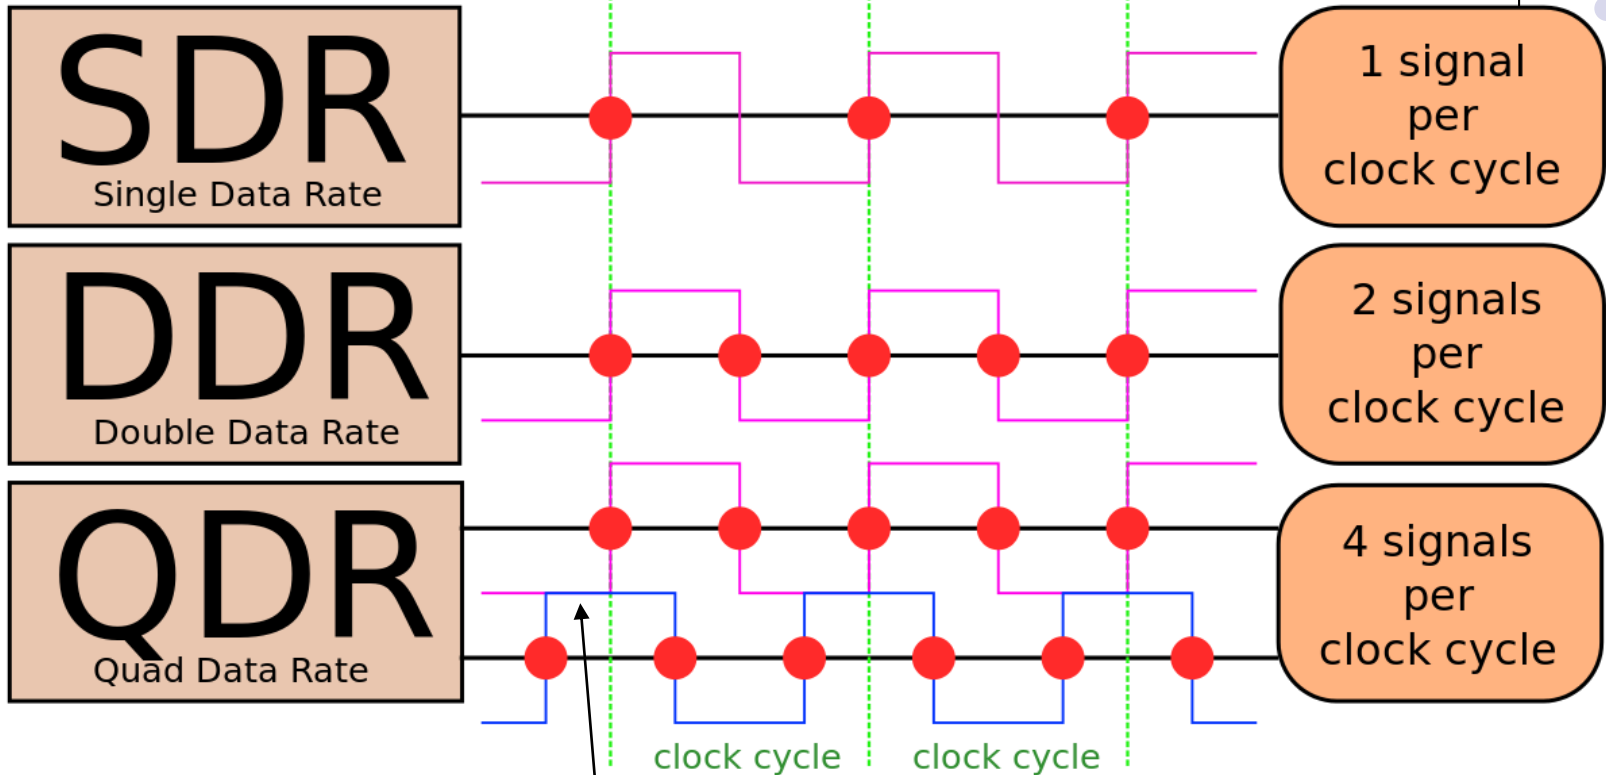 SDR
Single Data Rate
1 signal
per
clock cycle
DDR
Double Data Rate
2 signals
per
clock cycle
QDR
Quad Data Rate
4 signals
per
clock cycle
clock cycle
clock cycle